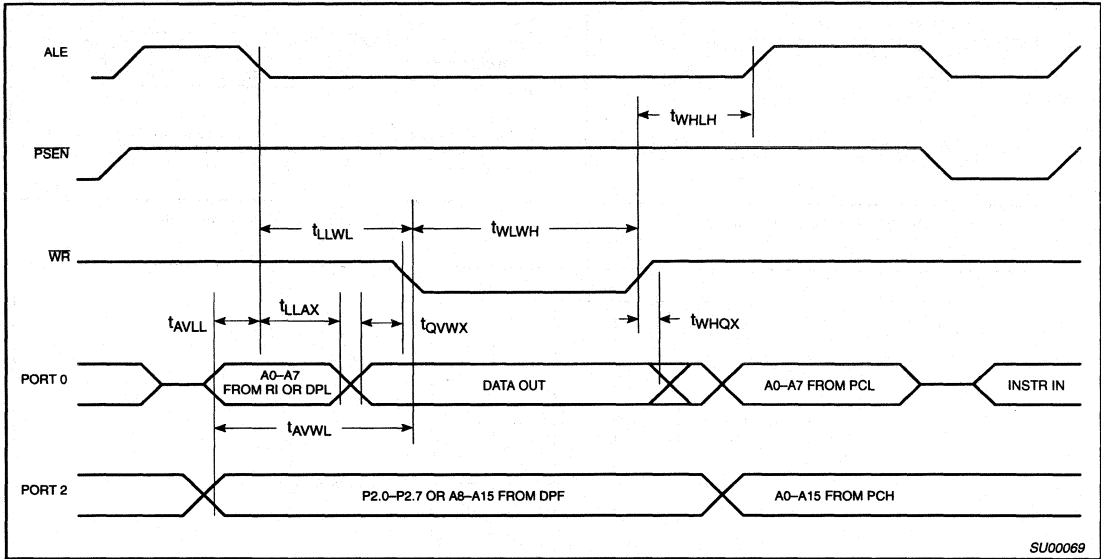 ALE
tWHLH
PSEN
tLLWL
tWLWH
WR
tAVLL
tLLAX
tQVWX
tWHQX
PORT 0
A0–A7
FROM RI OR DPL
DATA OUT
A0–A7 FROM PCL
INSTR IN
tAVWL
PORT 2
P2.0–P2.7 OR A8–A15 FROM DPF
A0–A15 FROM PCH
SU00069